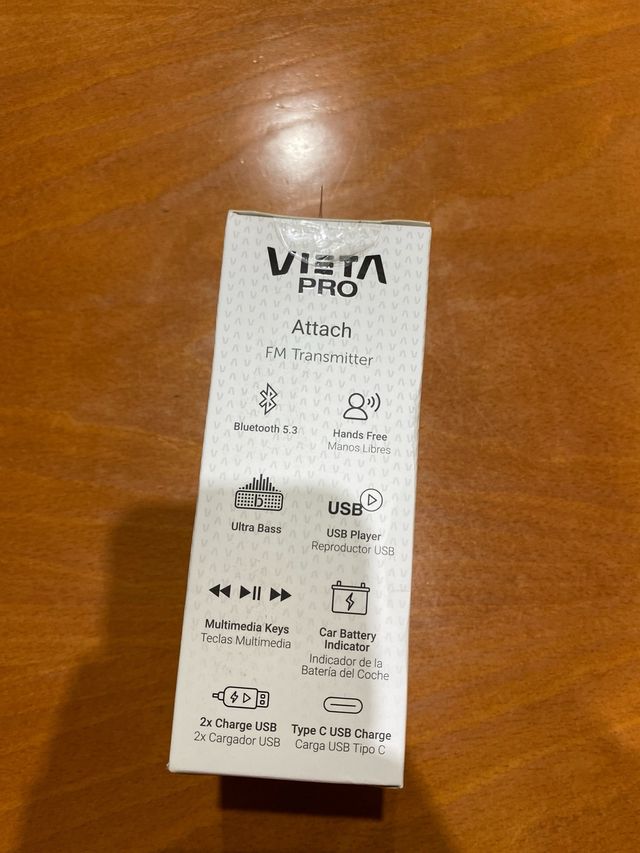 VIETA
PRO
Attach
FM Transmitter
Bluetooth 5.3
Hands Free
Manos Libres
b
Ultra Bass
USB
USB Player
Reproductor USB
Multimedia Keys
Teclas Multimedia
Car Battery
Indicator
Indicador de la
Batería del Coche
2x Charge USB
2x Cargador USB
Type C USB Charge
Carga USB Tipo C